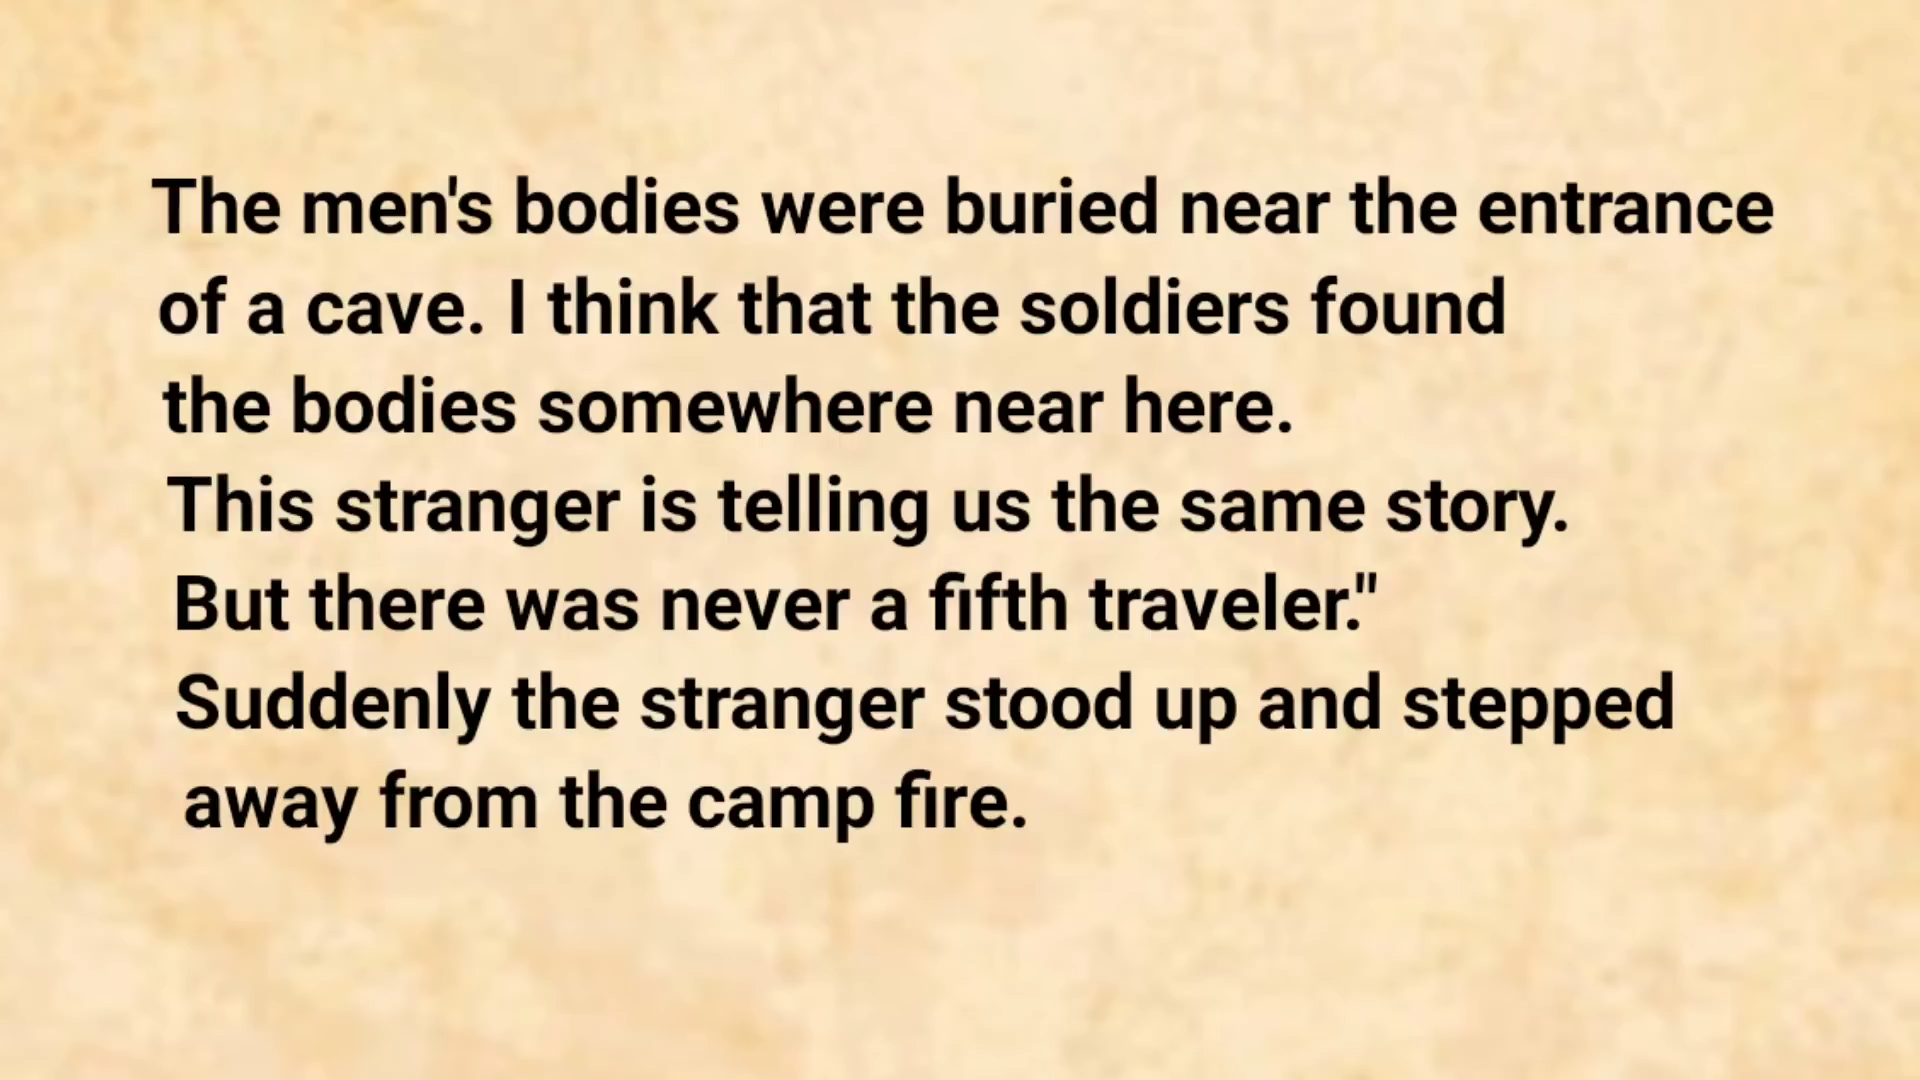 The men's bodies were buried near the entrance
of a cave. I think that the soldiers found
the bodies somewhere near here.
This stranger is telling us the same story.
But there was never a fifth traveler."
Suddenly the stranger stood up and stepped
away from the camp fire.